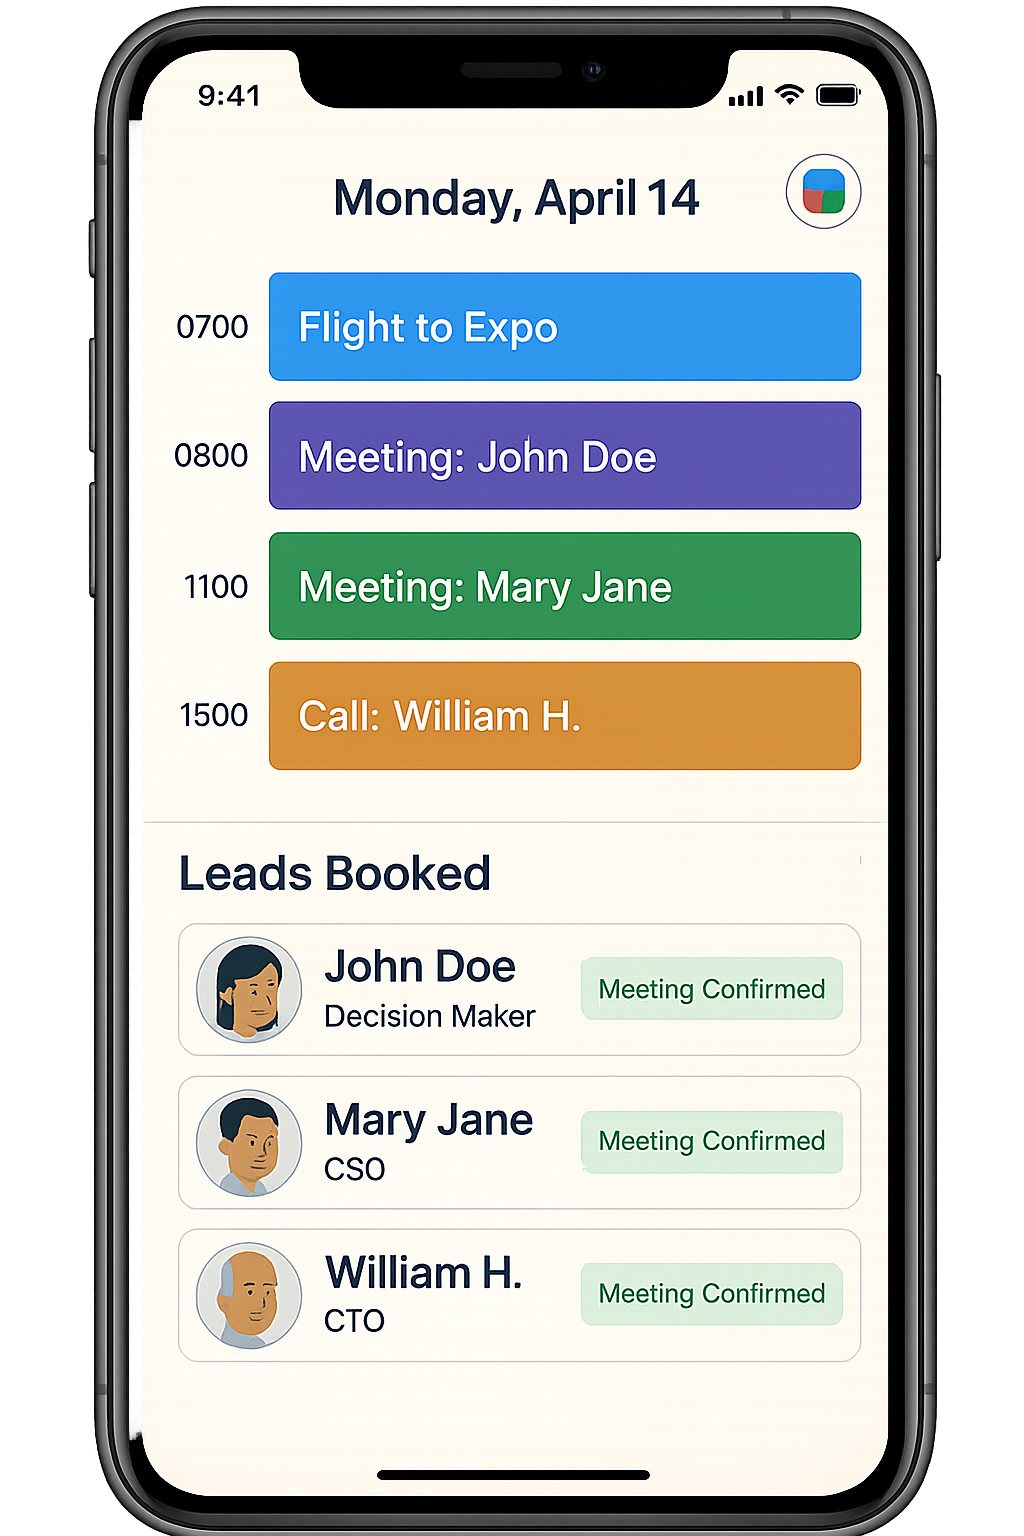 9:41
Monday, April 14
0700 Flight to Expo
0800 Meeting: John Doe
1100 Meeting: Mary Jane
1500 Call: William H.
Leads Booked
John Doe
Decision Maker
Meeting Confirmed
Mary Jane
CSO
Meeting Confirmed
William H.
CTO
Meeting Confirmed